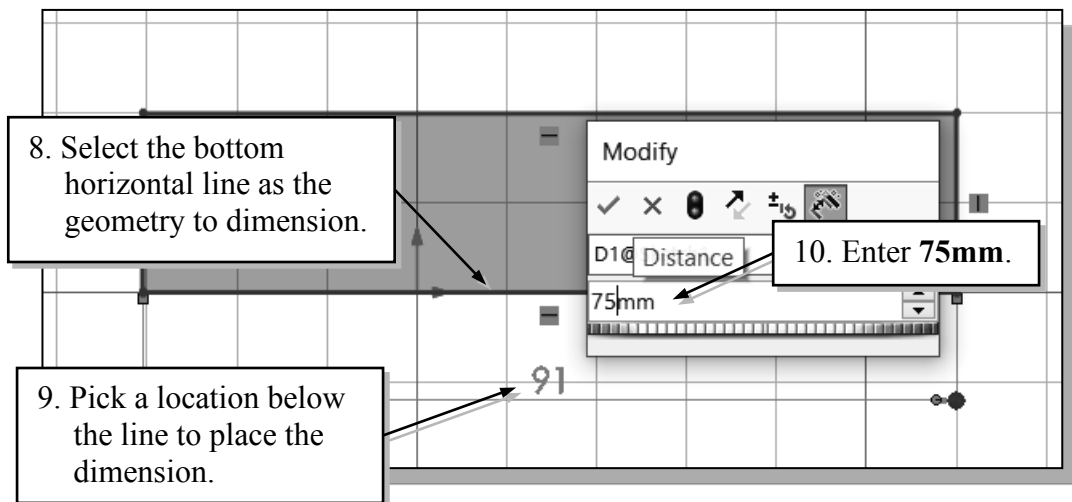 8. Select the bottom
horizontal line as the
geometry to dimension.
Modify
D1@
Distance
10. Enter 75mm.
75mm
91
9. Pick a location below
the line to place the
dimension.